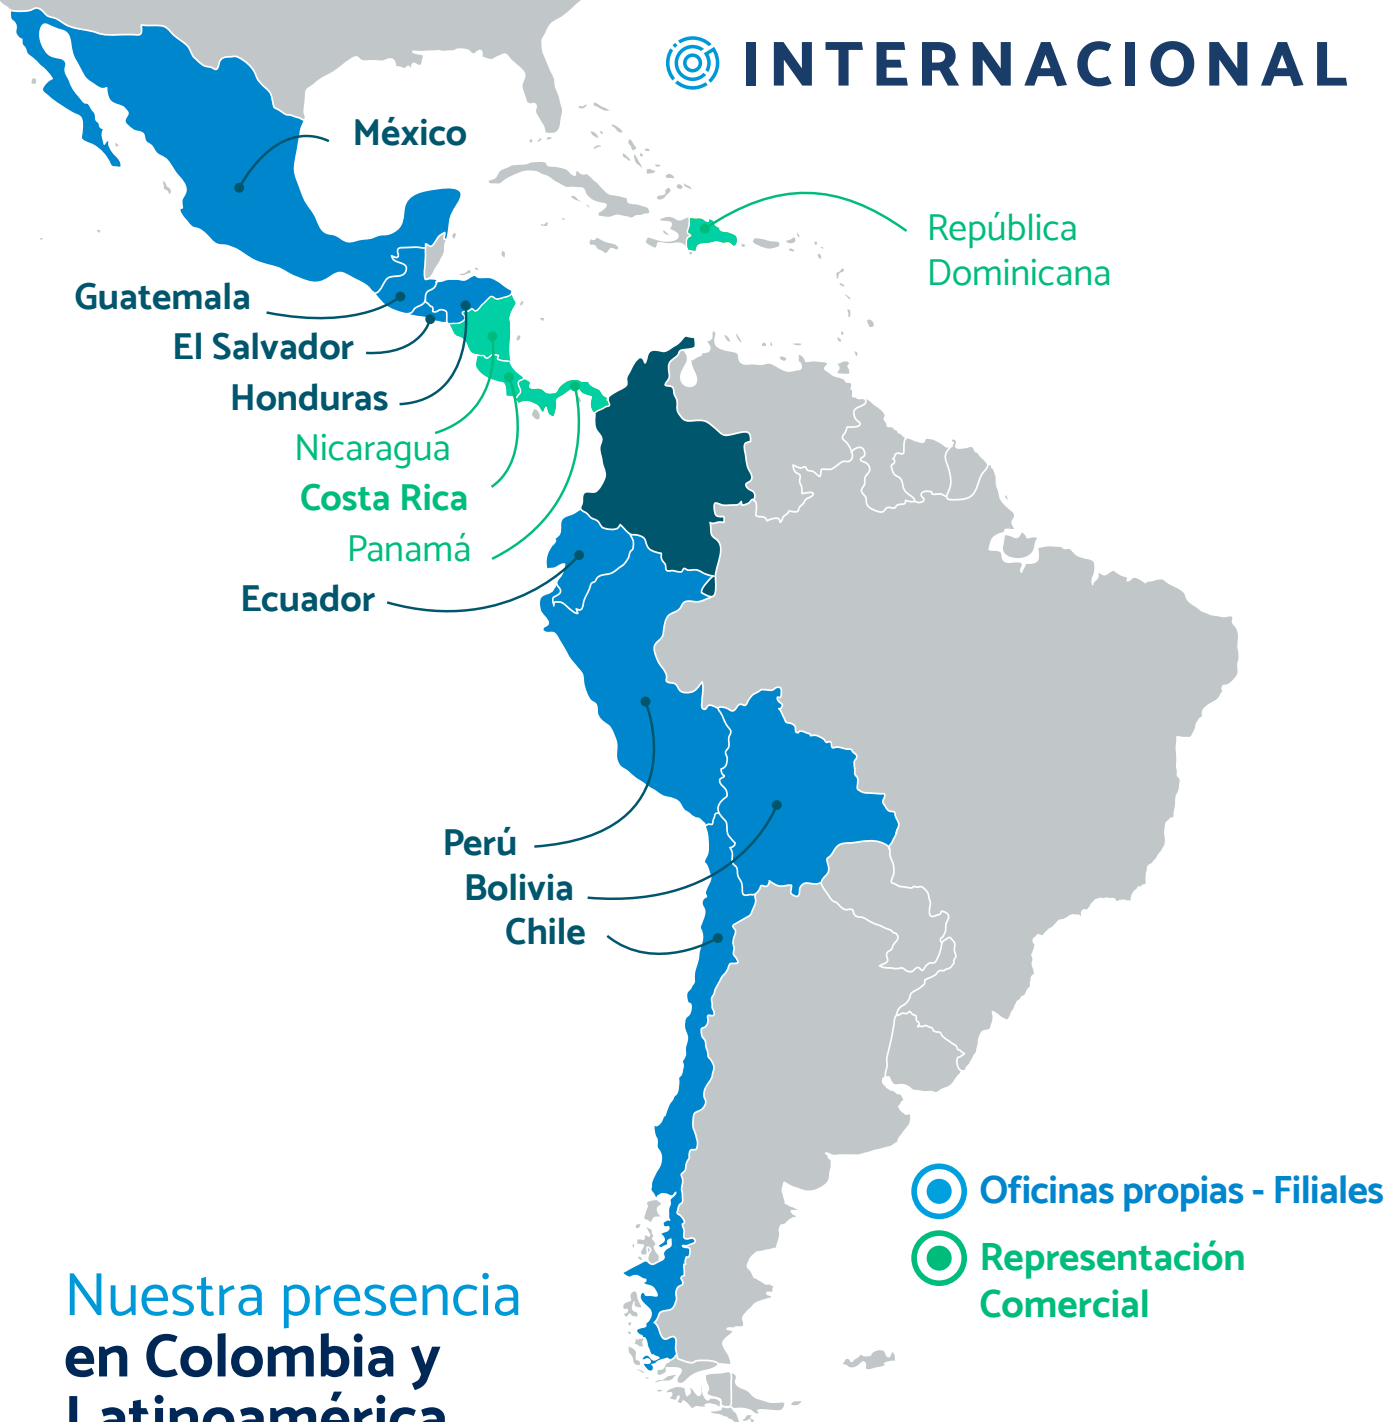 INTERNACIONAL
México
República
Dominicana
Guatemala
El Salvador
Honduras
Nicaragua
Costa Rica
Panamá
Ecuador
Perú
Bolivia
Chile
Oficinas propias - Filiales
Representación
Comercial
Nuestra presencia
en Colombia y
Latinoamérica